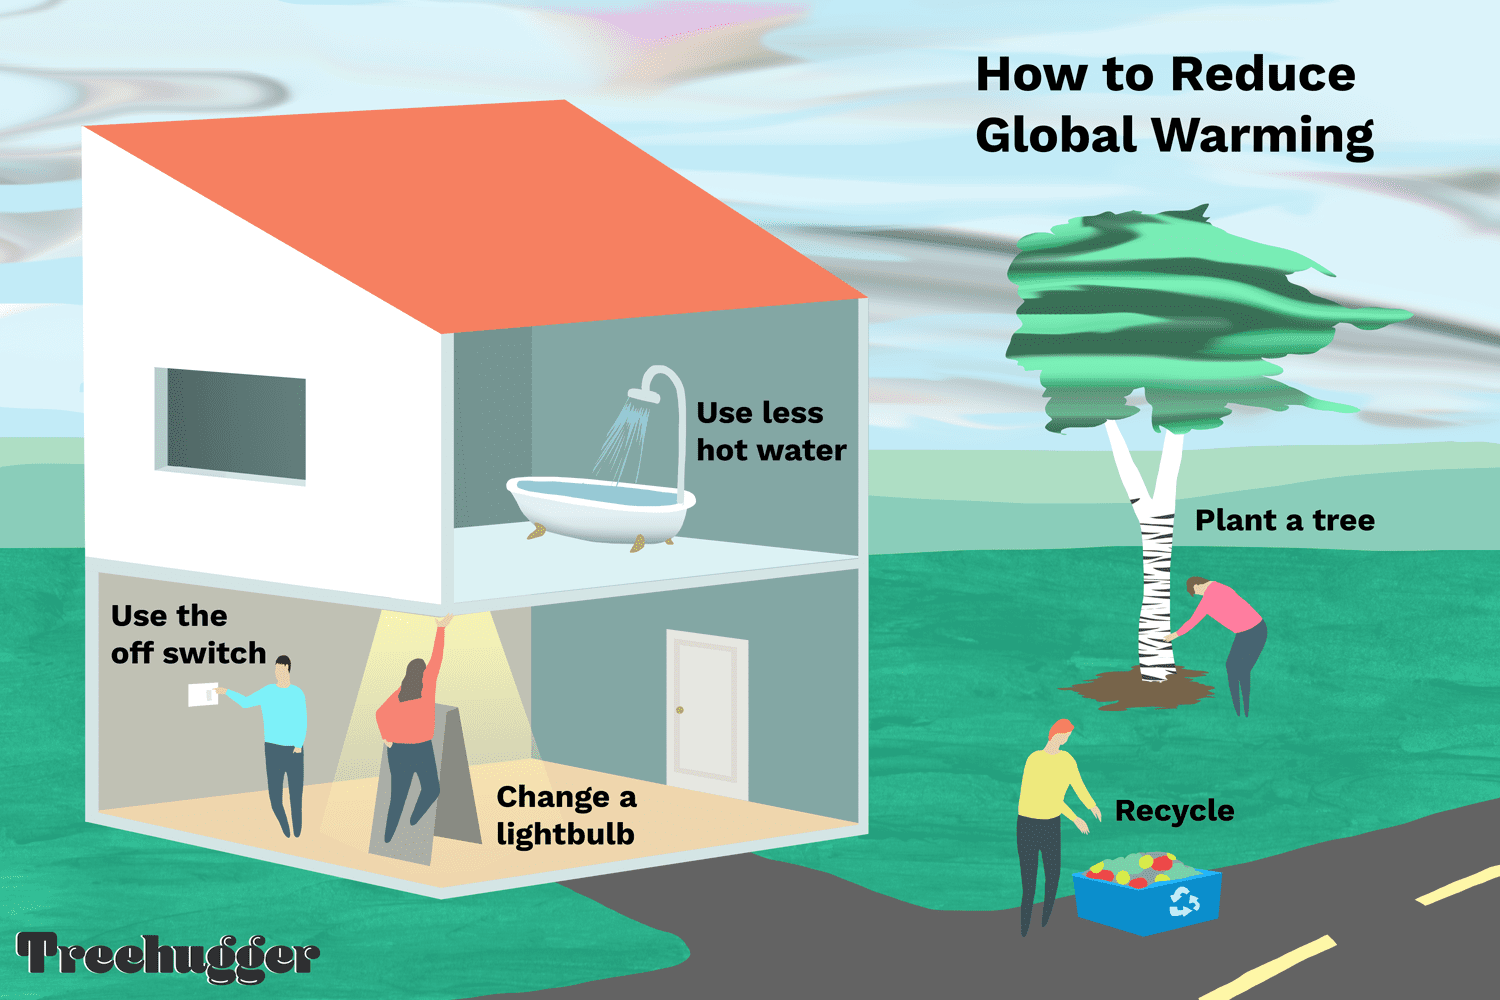 How to Reduce
Global Warming
Use less
hot water
Plant a tree
Use the
off switch
Change a
lightbulb
Recycle
Treehugger